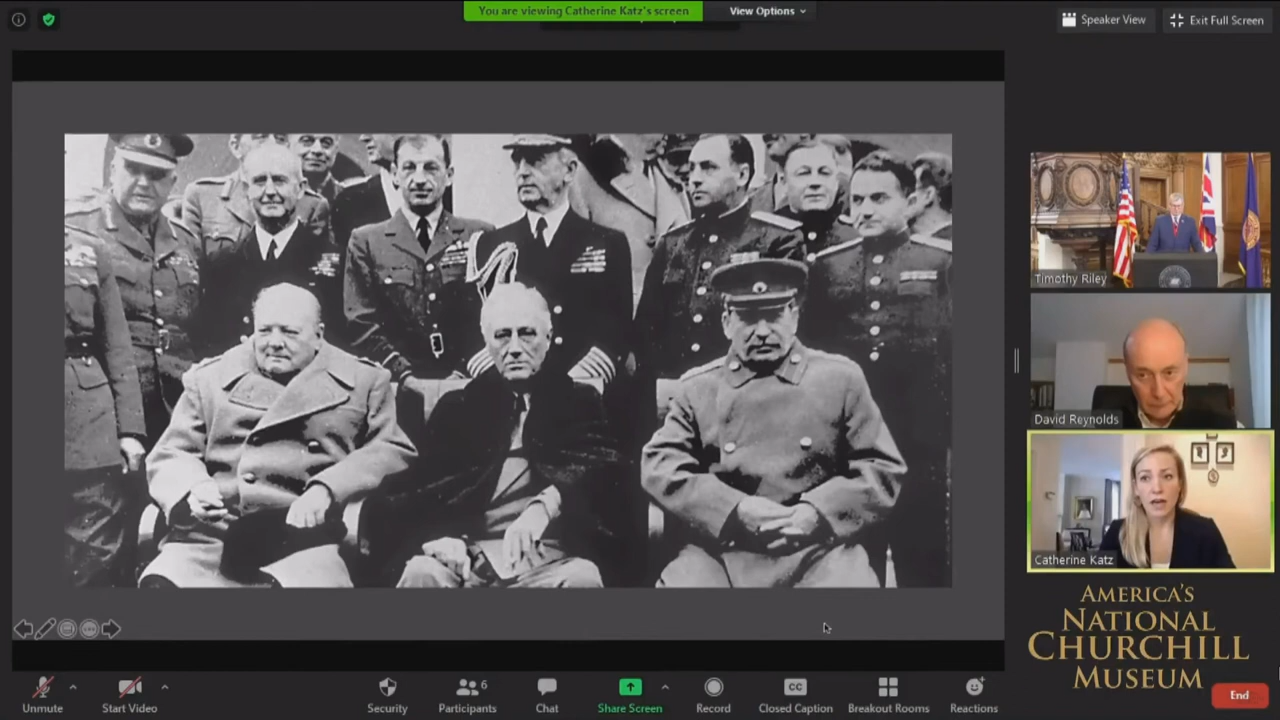 You are viewing Catherine Katz's screen
View Options
Speaker View
Exit Full Screen
Timothy Riley
David Reynolds
Catherine Katz
AMERICA'S
NATIONAL
CHURCHILL
MUSEUM
Unmute
Start Video
Security
6
Participants
Chat
Share Screen
Record
CC
Closed Caption
Breakout Rooms
Reactions
End